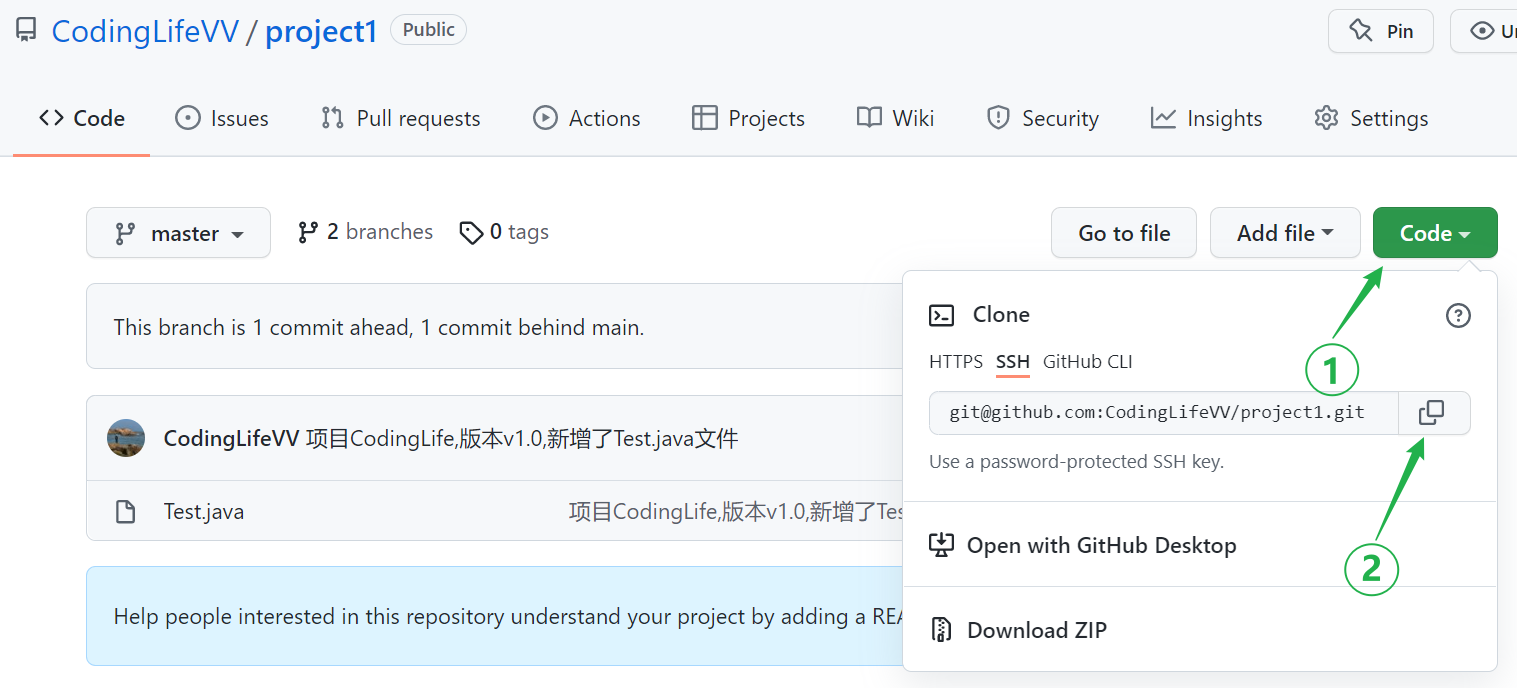 CodingLifeVV / project1 Public
Pin
Code Issues Pull requests Actions Projects Wiki Security Insights Settings
master 2 branches 0 tags Go to file Add file Code
This branch is 1 commit ahead, 1 commit behind main.
Clone
HTTPS SSH GitHub CLI
1
git@github.com:CodingLifeVV/project1.git
CodingLifeVV 项目CodingLife,版本v1.0,新增了Test.java文件
Use a password-protected SSH key.
Test.java 项目CodingLife,版本v1.0,新增了Tes
Open with GitHub Desktop
2
Help people interested in this repository understand your project by adding a REA
Download ZIP